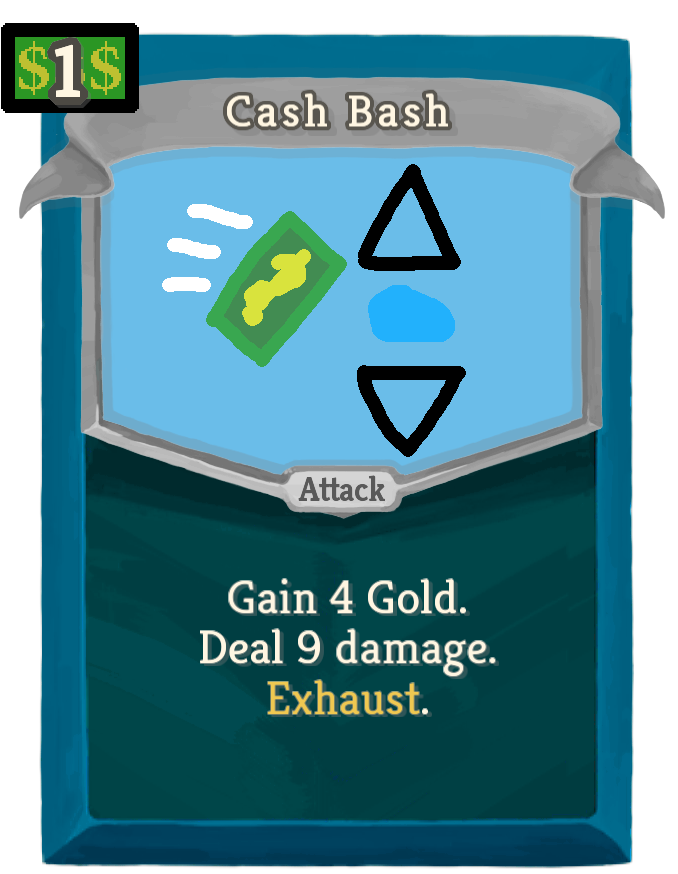 $1$
Cash Bash
Attack
Gain 4 Gold.
Deal 9 damage.
Exhaust.